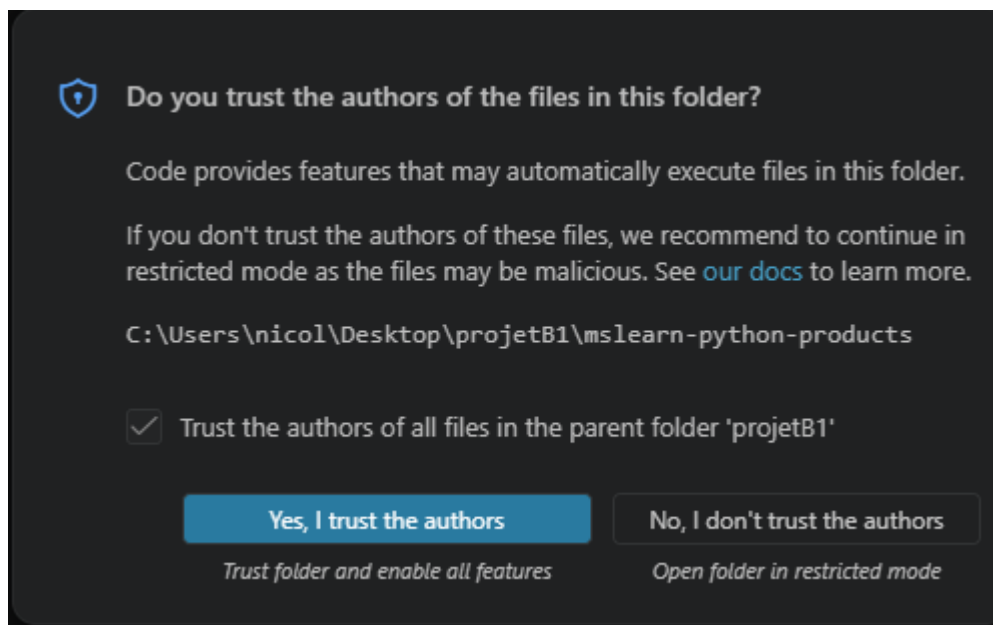 Do you trust the authors of the files in this folder?
Code provides features that may automatically execute files in this folder.
If you don't trust the authors of these files, we recommend to continue in
restricted mode as the files may be malicious. See our docs to learn more.
C:\Users\nicol\Desktop\projetB1\mslearn-python-products
Trust the authors of all files in the parent folder 'projetB1'
Yes, I trust the authors
No, I don't trust the authors
Trust folder and enable all features
Open folder in restricted mode